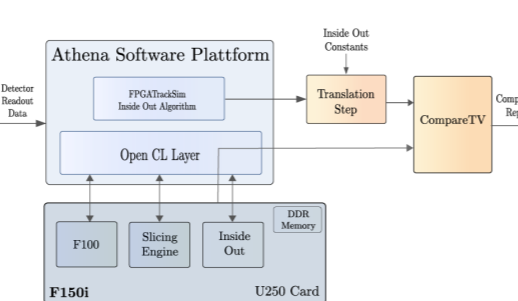 Inside Out
Constants
Athena Software Plattform
Detector
Readout
Data
FPGATrackSim
Inside Out Algorithm
Translation
Step
CompareTV
Open CL Layer
DDR
Memory
F100
Slicing
Engine
Inside
Out
F150i
U250 Card